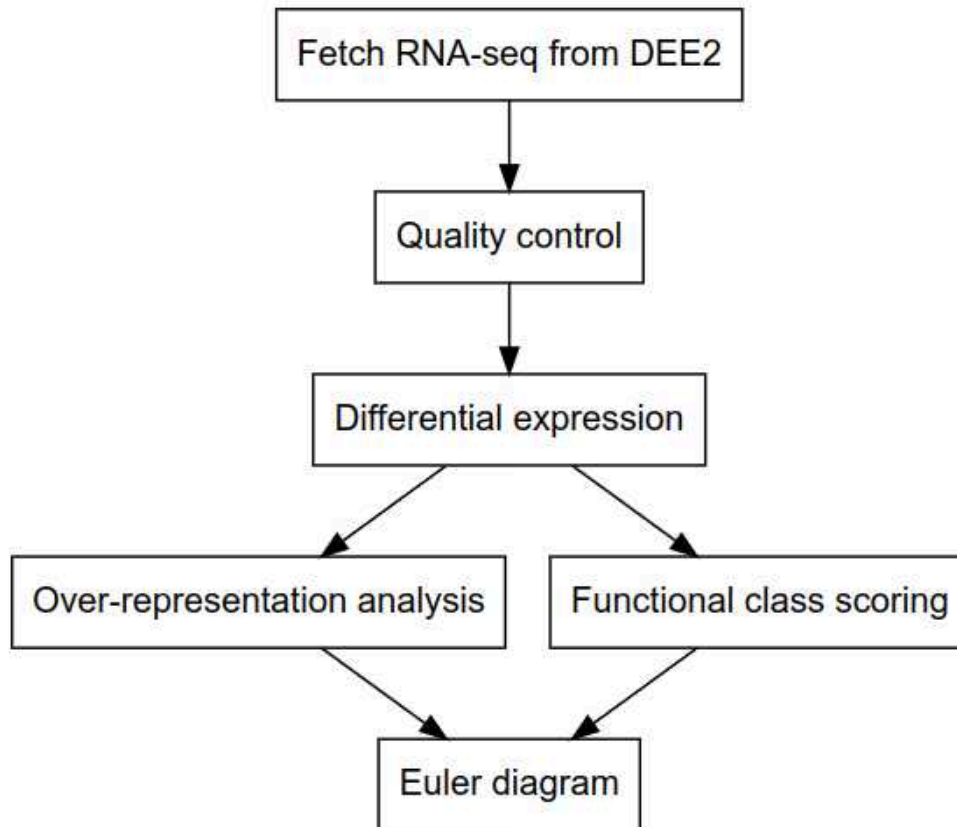 Fetch RNA-seq from DEE2
Quality control
Differential expression
Over-representation analysis
Functional class scoring
Euler diagram